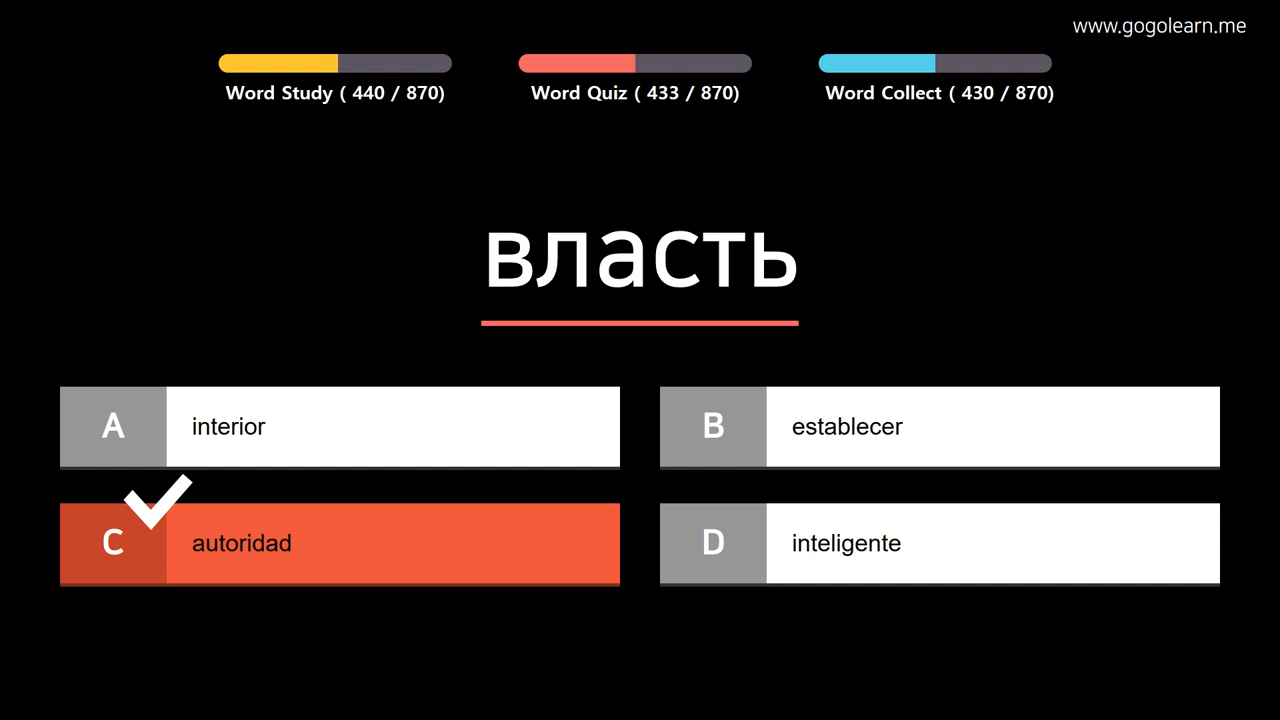 www.gogolearn.me
Word Study ( 440 / 870)
Word Quiz ( 433 / 870)
Word Collect ( 430 / 870)
власть
A interior
B establecer
C autoridad
D inteligente